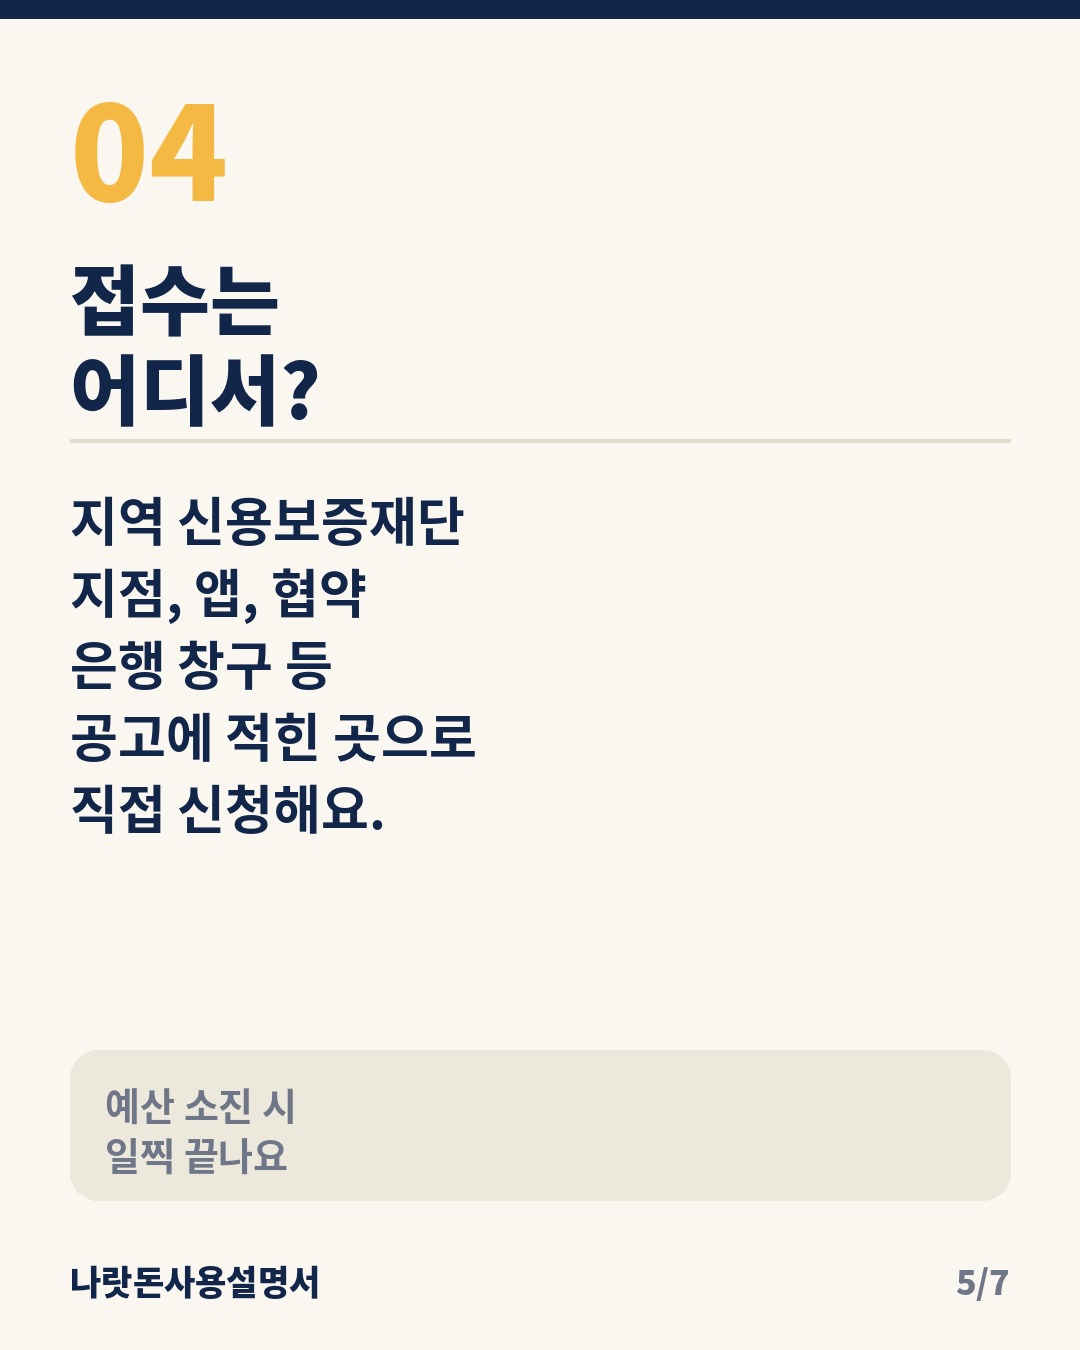 04
접수는
어디서?
지역 신용보증재단
지점, 앱, 협약
은행 창구 등
공고에 적힌 곳으로
직접 신청해요.
예산 소진 시
일찍 끝나요
나랏돈사용설명서
5/7